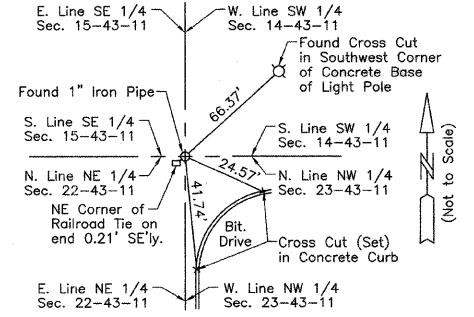 E. Line SE 1/4
Sec. 15-43-11
W. Line SW 1/4
Sec. 14-43-11
Found Cross Cut
in Southwest Corner
of Concrete Base
of Light Pole
Found 1" Iron Pipe
66.37'
S. Line SE 1/4
Sec. 15-43-11
S. Line SW 1/4
Sec. 14-43-11
N. Line NE 1/4
Sec. 22-43-11
24.57'
N. Line NW 1/4
Sec. 23-43-11
41.74'
NE Corner of
Railroad Tie on
end 0.21' SE'ly.
Bit.
Drive
Cross Cut (Set)
in Concrete Curb
E. Line NE 1/4
Sec. 22-43-11
W. Line NW 1/4
Sec. 23-43-11
N
(Not to Scale)